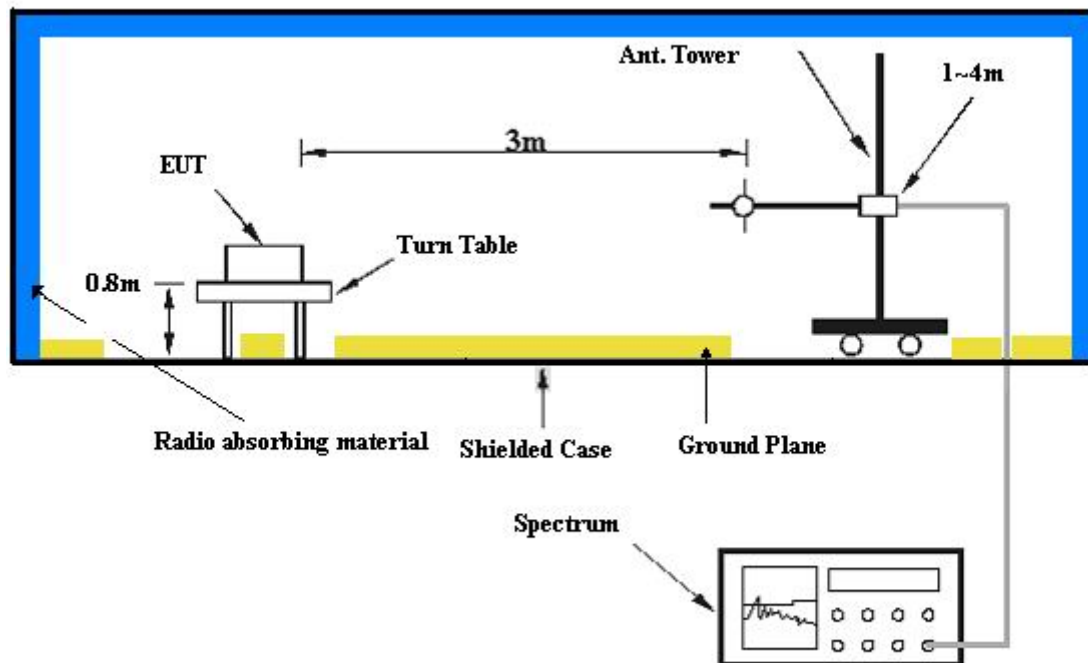 Ant. Tower
1~4m
3m
EUT
Turn Table
0.8m
Radio absorbing material
Shielded Case
Ground Plane
Spectrum